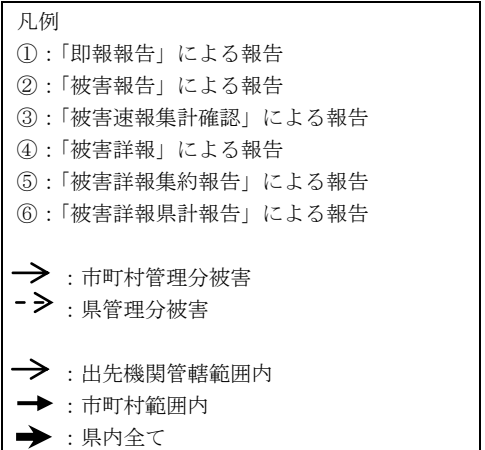 凡例
①：「即報報告」による報告
②：「被害報告」による報告
③：「被害速報集計確認」による報告
④：「被害詳報」による報告
⑤：「被害詳報集約報告」による報告
⑥：「被害詳報県計報告」による報告
：市町村管理分被害
：県管理分被害
：出先機関管轄範囲内
：市町村範囲内
：県内全て